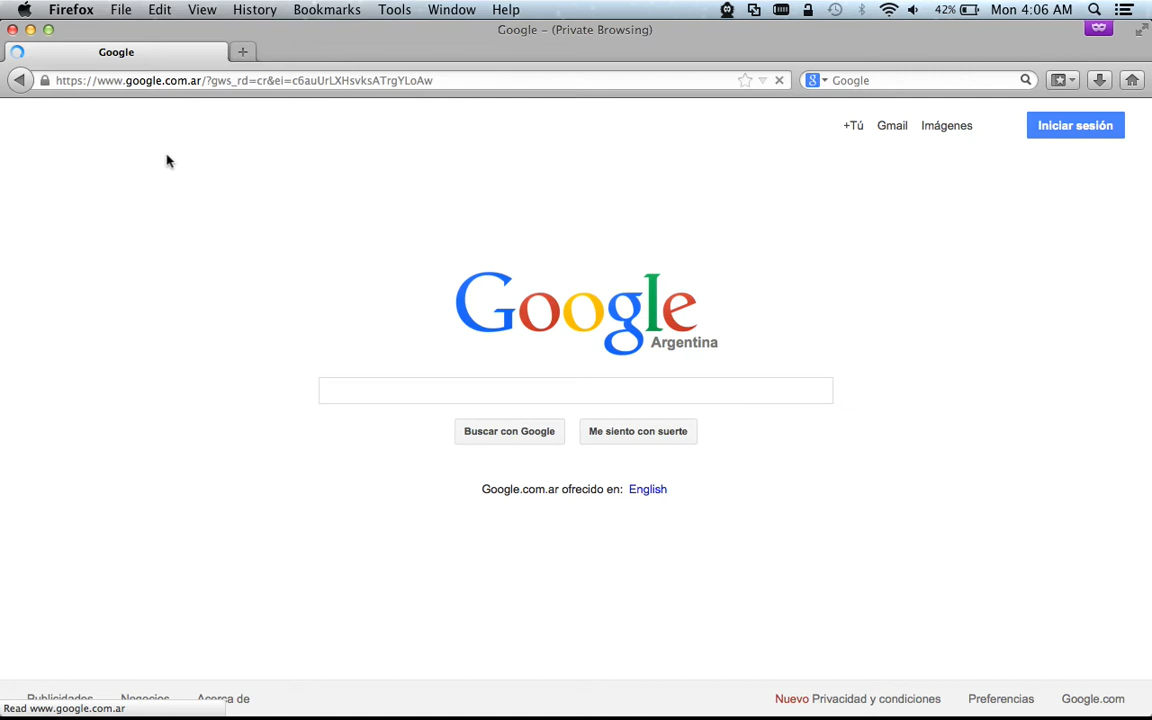 Firefox File Edit View History Bookmarks Tools Window Help 42% Mon 4:06 AM
Google – (Private Browsing)
Google
https://www.google.com.ar/?gws_rd=cr&ei=c6auUrLXHsvksATrgYLoAw
Google
+Tú Gmail Imágenes Iniciar sesión
Google
Argentina
Buscar con Google Me siento con suerte
Google.com.ar ofrecido en: English
Publicidades Negocios Acerca de Nuevo Privacidad y condiciones Preferencias Google.com
Read www.google.com.ar